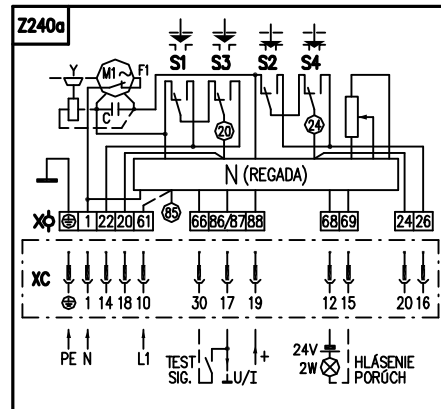 Z240a
S1 S3 S2 S4
Y M1 F1
C
20 24
N (REGADA)
X 1 22 20 61 85 66 86/87 88 68 69 24 26
XC
1 14 18 10 30 17 19 12 15 20 16
PE N L1 TEST SIG. U/I + 24V 2W HLÁSENIE PORÚCH